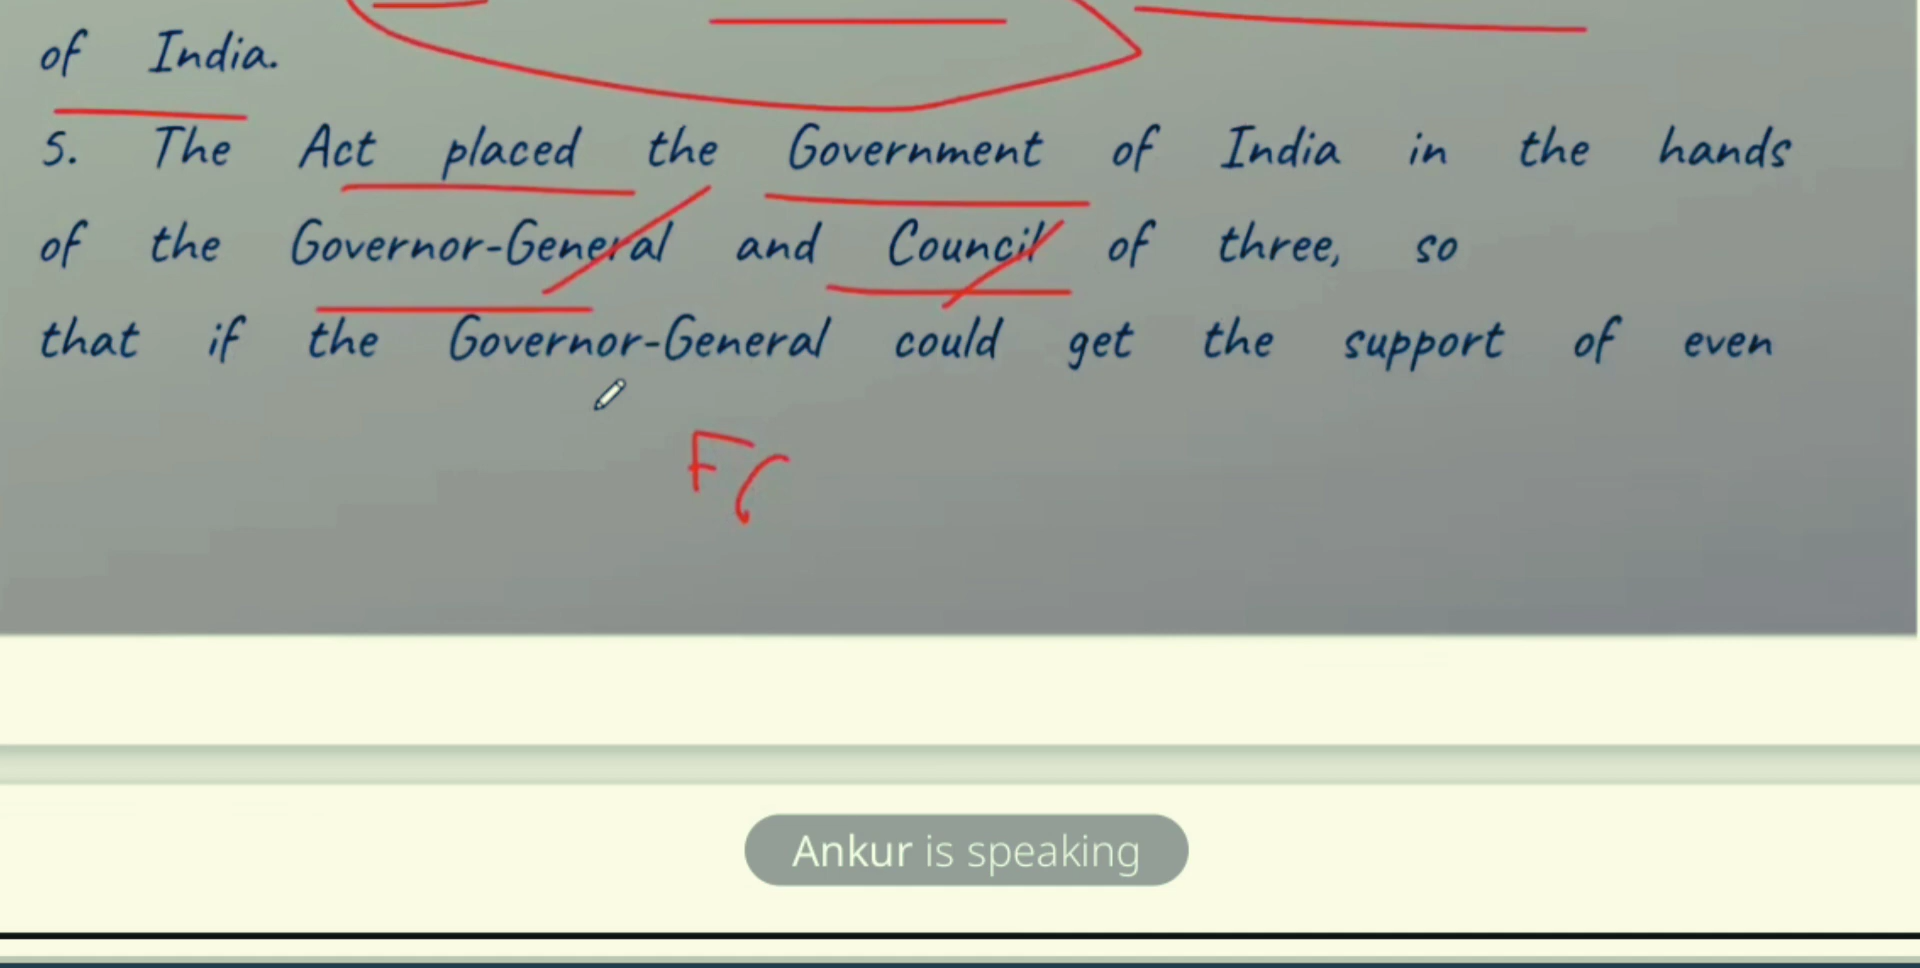 of India.
5. The Act placed the Government of India in the hands
of the Governor-General and Council of three, so
that if the Governor-General could get the support of even
Ankur is speaking